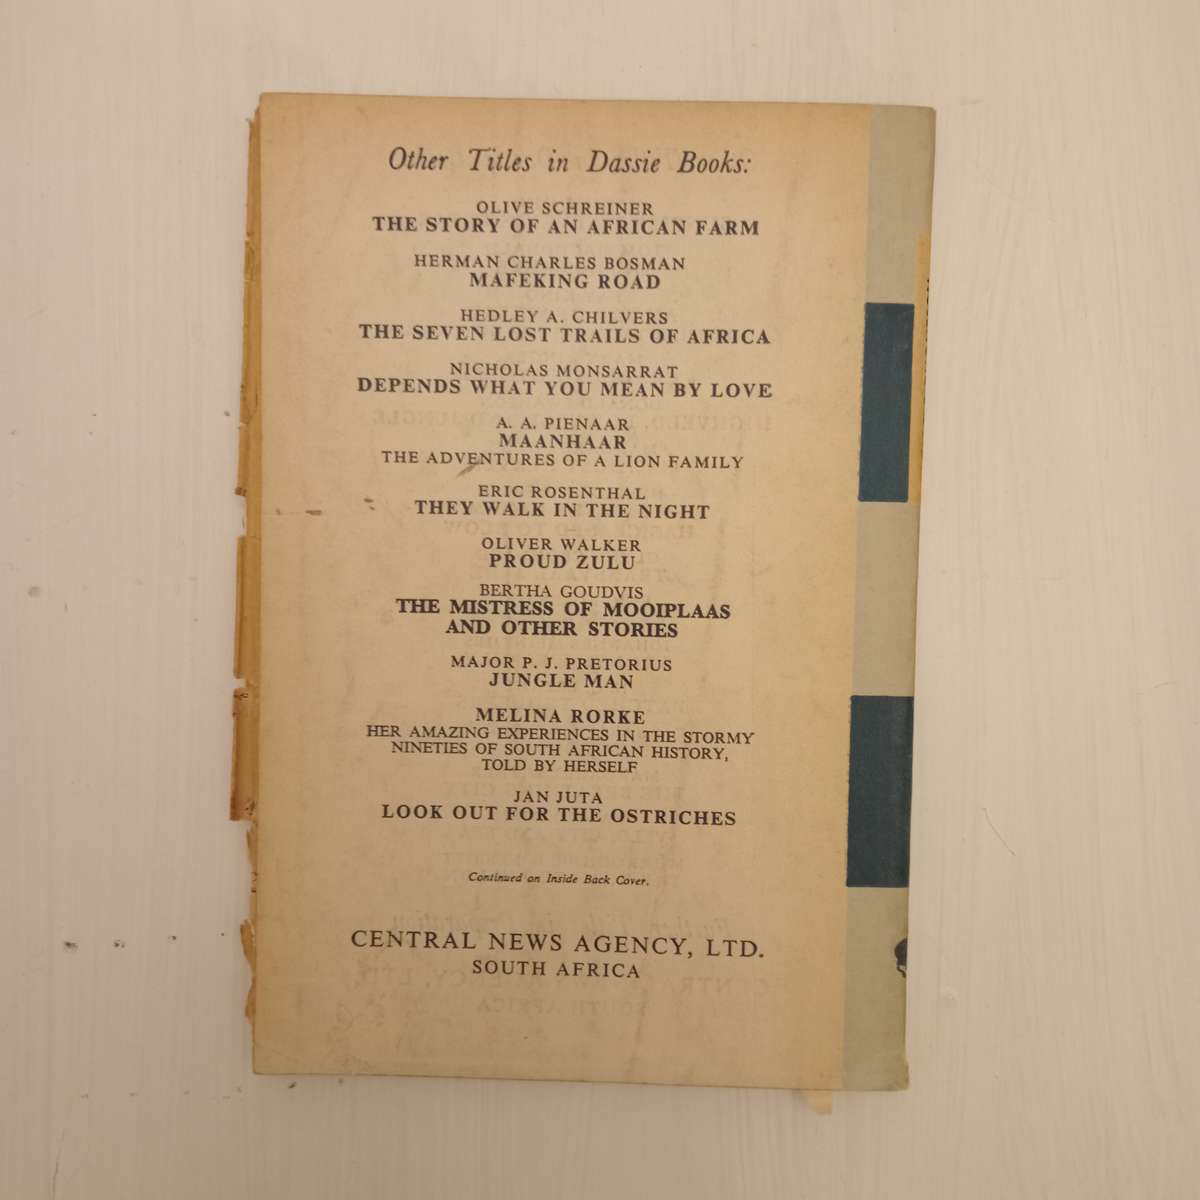 Other Titles in Dassie Books:
OLIVE SCHREINER
THE STORY OF AN AFRICAN FARM
HERMAN CHARLES BOSMAN
MAFEKING ROAD
HEDLEY A. CHILVERS
THE SEVEN LOST TRAILS OF AFRICA
NICHOLAS MONSARRAT
DEPENDS WHAT YOU MEAN BY LOVE
A. A. PIENAAR
MAANHAAR
THE ADVENTURES OF A LION FAMILY
ERIC ROSENTHAL
THEY WALK IN THE NIGHT
OLIVER WALKER
PROUD ZULU
BERTHA GOUDVIS
THE MISTRESS OF MOOIPLAAS
AND OTHER STORIES
MAJOR P. J. PRETORIUS
JUNGLE MAN
MELINA RORKE
HER AMAZING EXPERIENCES IN THE STORMY
NINETIES OF SOUTH AFRICAN HISTORY,
TOLD BY HERSELF
JAN JUTA
LOOK OUT FOR THE OSTRICHES
Continued on Inside Back Cover.
CENTRAL NEWS AGENCY, LTD.
SOUTH AFRICA